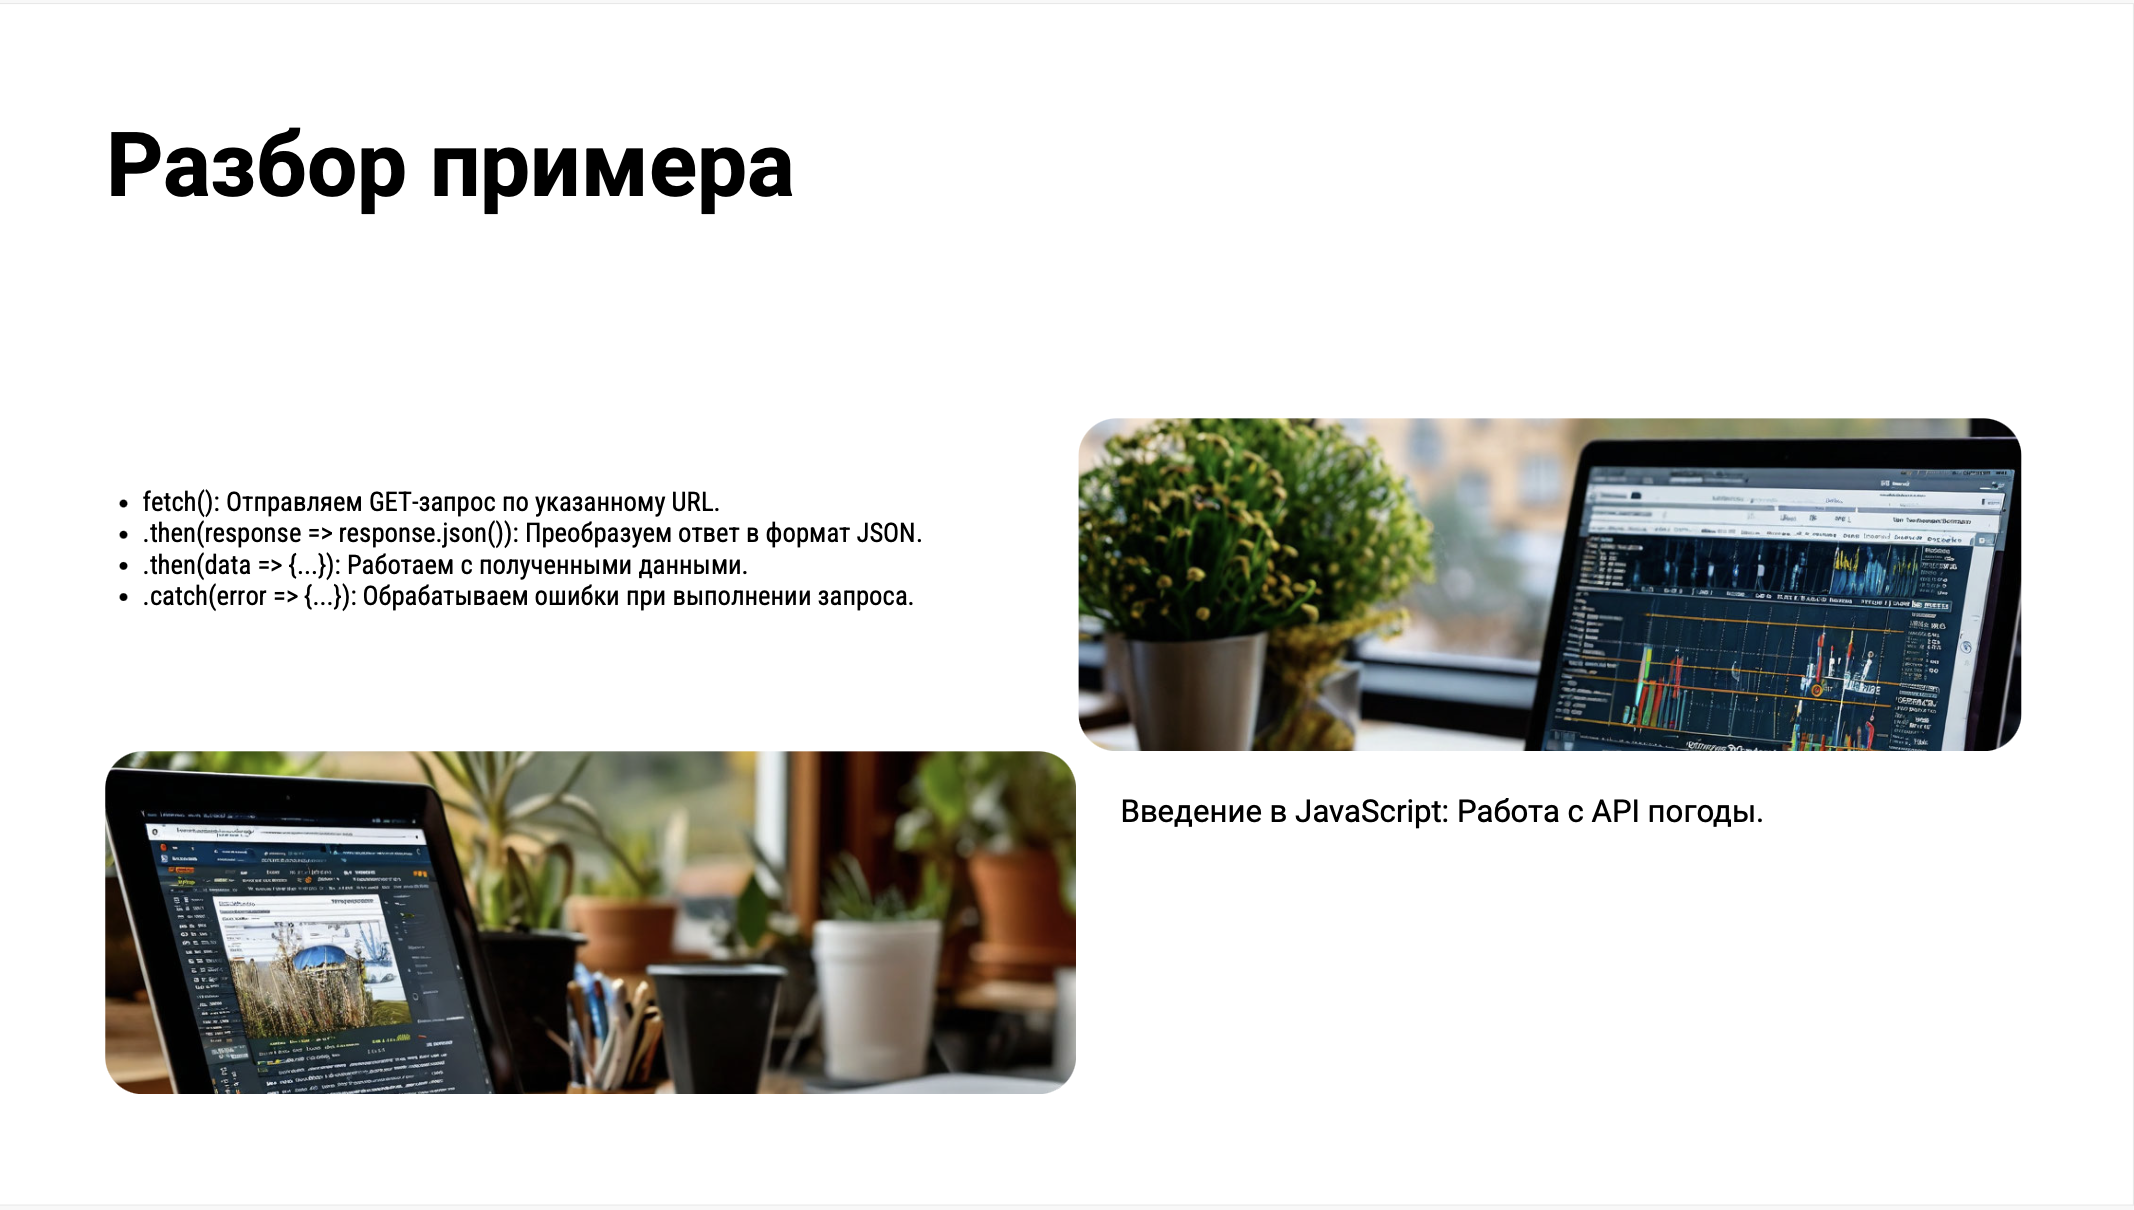 Разбор примера
• fetch(): Отправляем GET-запрос по указанному URL.
• .then(response => response.json()): Преобразуем ответ в формат JSON.
• .then(data => {...}): Работаем с полученными данными.
• .catch(error => {...}): Обрабатываем ошибки при выполнении запроса.
Введение в JavaScript: Работа с API погоды.